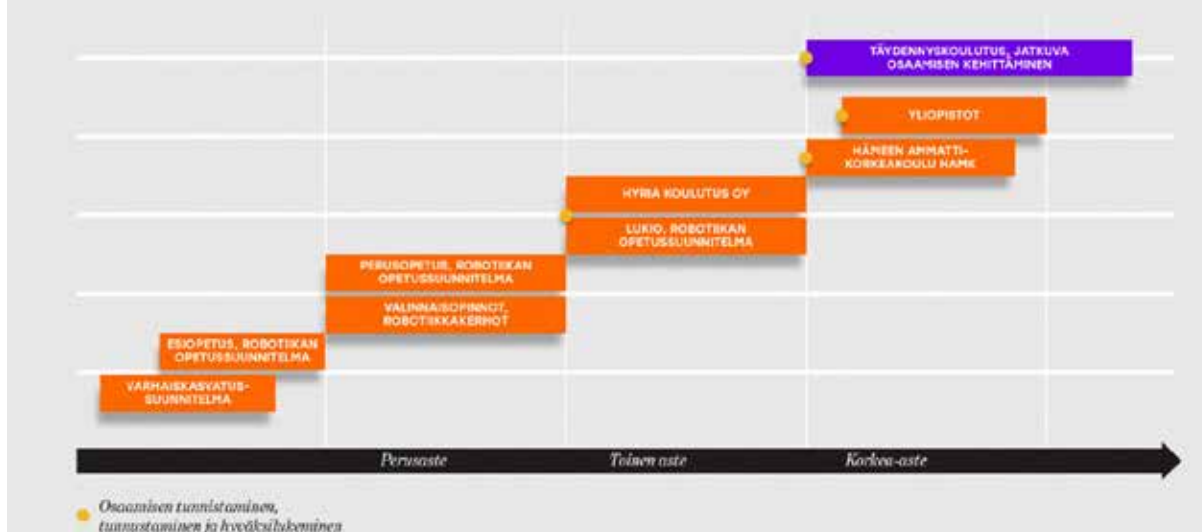 TÄYDENNYSKOULUTUS, JATKUVA
OSAAMISEN KEHITTÄMINEN
YLIOPISTOT
HÄMEEN AMMATTI-
KORKEAKOULU HAMK
HYRIA KOULUTUS OY
LUKIO, ROBOTIIKAN
OPETUSSUUNNITELMA
PERUSOPETUS, ROBOTIIKAN
OPETUSSUUNNITELMA
VALINNAISOPINNOT,
ROBOTIIKKAKERHOT
ESIOPETUS, ROBOTIIKAN
OPETUSSUUNNITELMA
VARHAISKASVATUS-
SUUNNITELMA
Perusaste
Toinen aste
Korkea-aste
Osaamisen tunnistaminen,
tunnustaminen ja hyväksilukeminen